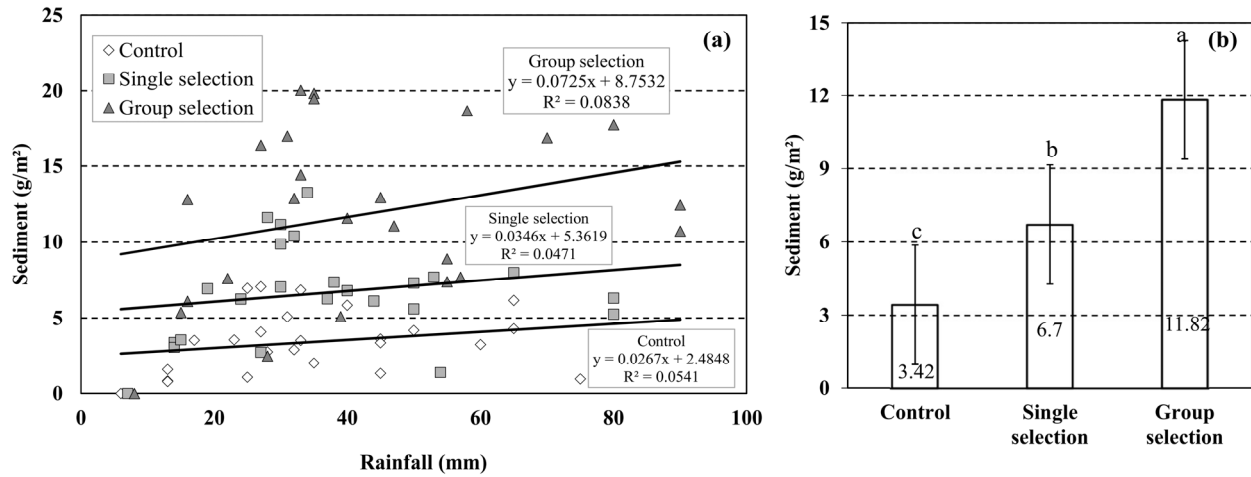 (a)
Control
Single selection
Group selection
Group selection
y = 0.0725x + 8.7532
R² = 0.0838
Single selection
y = 0.0346x + 5.3619
R² = 0.0471
Control
y = 0.0267x + 2.4848
R² = 0.0541
25
20
15
10
5
0
Sediment (g/m²)
0 20 40 60 80 100
Rainfall (mm)
(b)
15
12
9
6
3
0
Sediment (g/m²)
c
b
a
3.42
6.7
11.82
Control
Single
selection
Group
selection